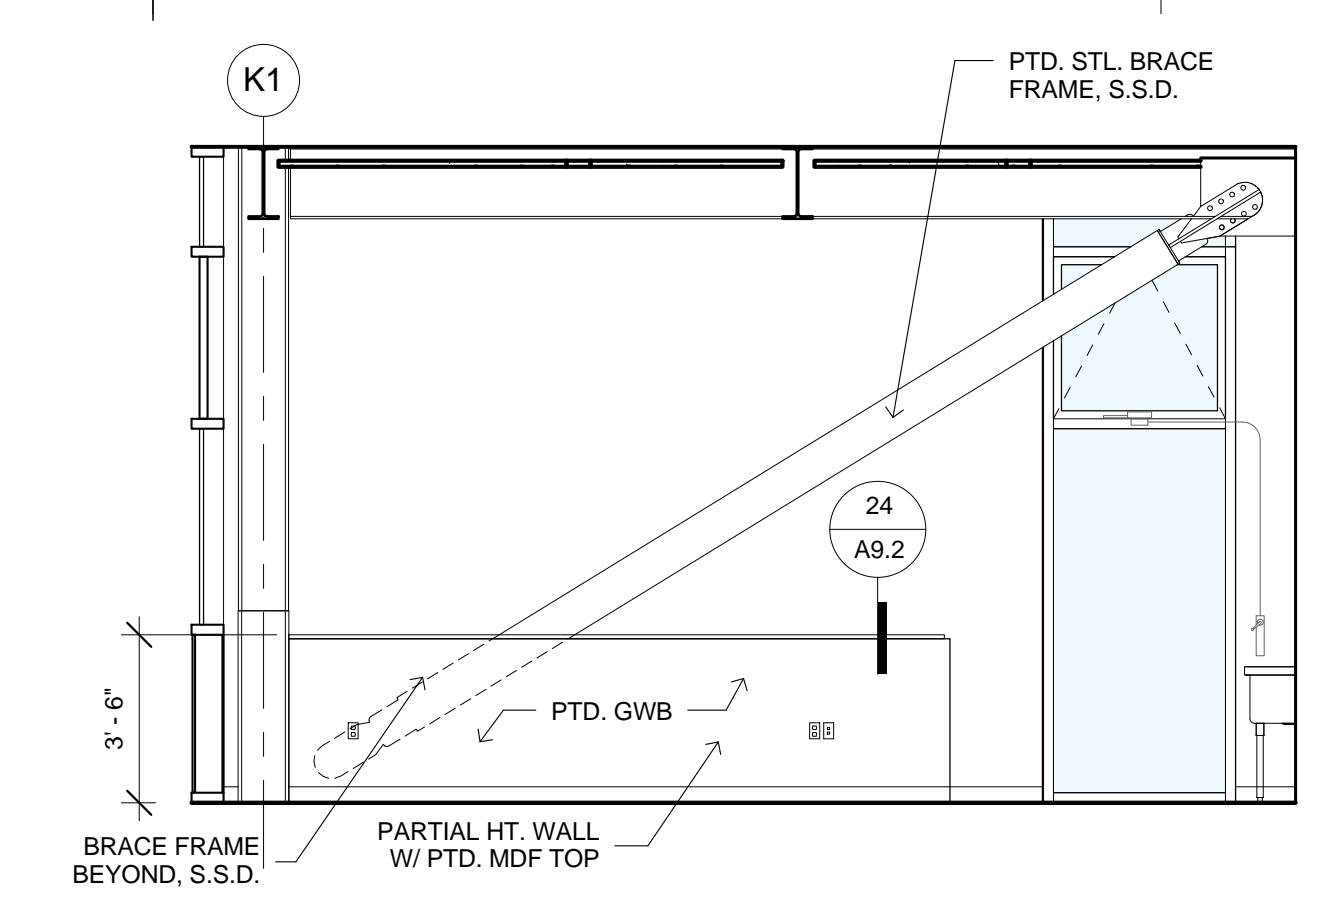 K1
PTD. STL. BRACE
FRAME, S.S.D.
24
A9.2
3' - 6"
PTD. GWB
PARTIAL HT. WALL
W/ PTD. MDF TOP
BRACE FRAME
BEYOND, S.S.D.